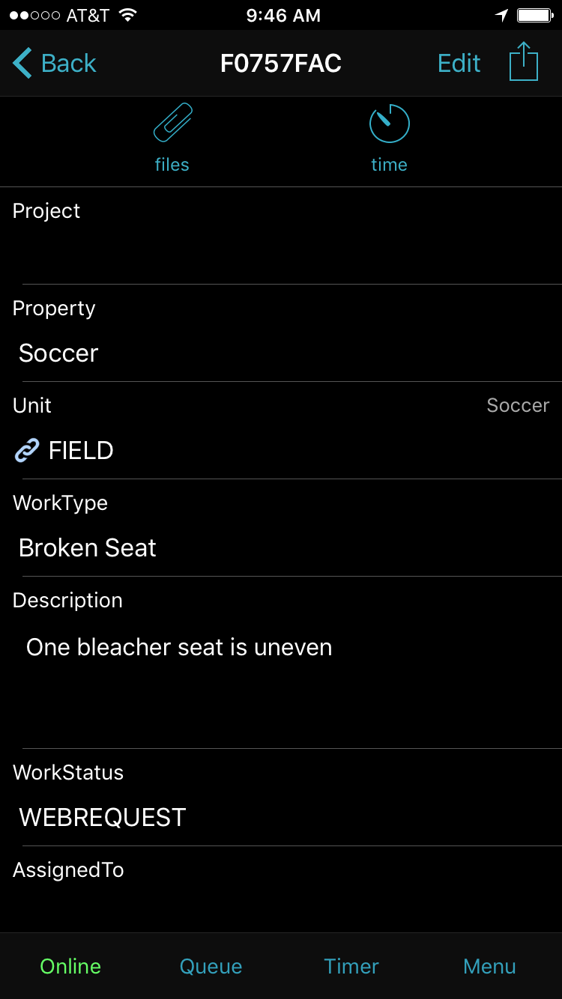 AT&T 9:46 AM
Back F0757FAC Edit
files time
Project
Property
Soccer
Unit Soccer
FIELD
WorkType
Broken Seat
Description
One bleacher seat is uneven
WorkStatus
WEBREQUEST
AssignedTo
Online Queue Timer Menu